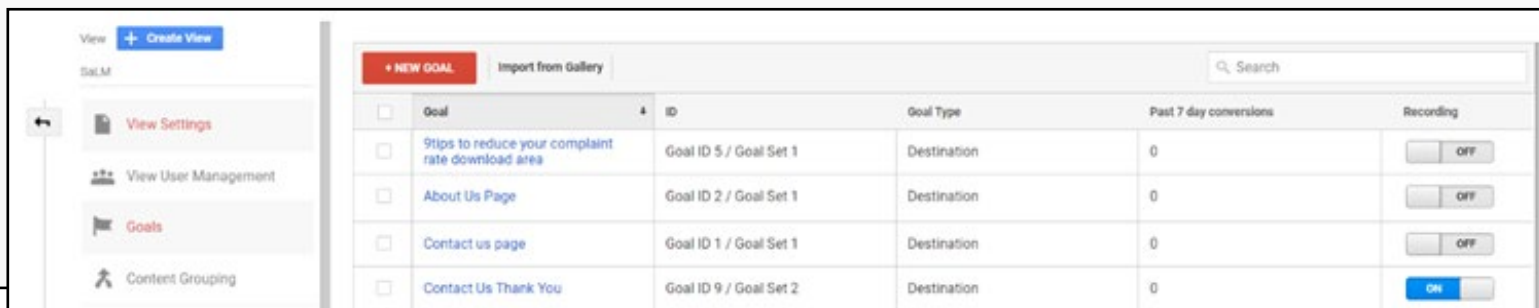 View + Create View
SaLM
View Settings
View User Management
Goals
Content Grouping
+ NEW GOAL Import from Gallery Search
Goal ID Goal Type Past 7 day conversions Recording
9tips to reduce your complaint
rate download area Goal ID 5 / Goal Set 1 Destination 0 OFF
About Us Page Goal ID 2 / Goal Set 1 Destination 0 OFF
Contact us page Goal ID 1 / Goal Set 1 Destination 0 OFF
Contact Us Thank You Goal ID 9 / Goal Set 2 Destination 0 ON